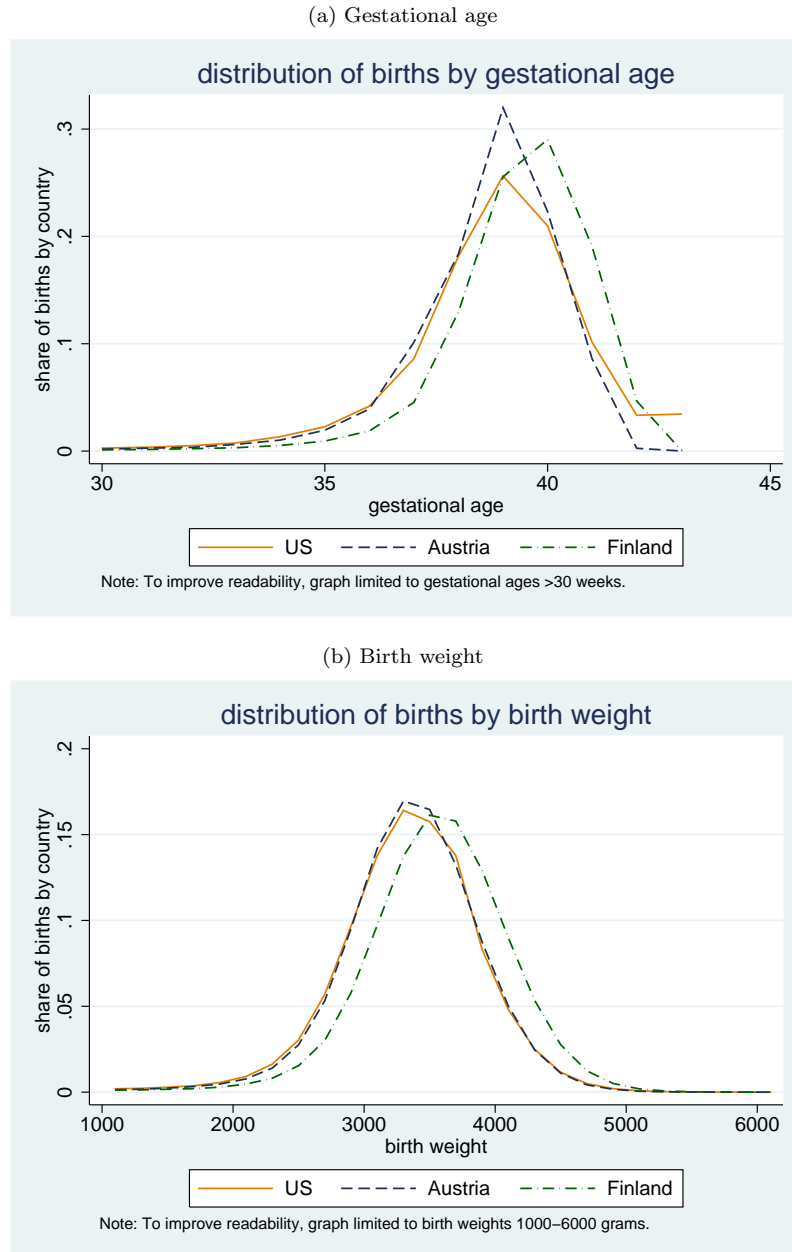 (a) Gestational age
distribution of births by gestational age
share of births by country
.3
.2
.1
0
30 35 40 45
gestational age
US Austria Finland
Note: To improve readability, graph limited to gestational ages >30 weeks.
(b) Birth weight
distribution of births by birth weight
share of births by country
.2
.15
.1
.05
0
1000 2000 3000 4000 5000 6000
birth weight
US Austria Finland
Note: To improve readability, graph limited to birth weights 1000−6000 grams.